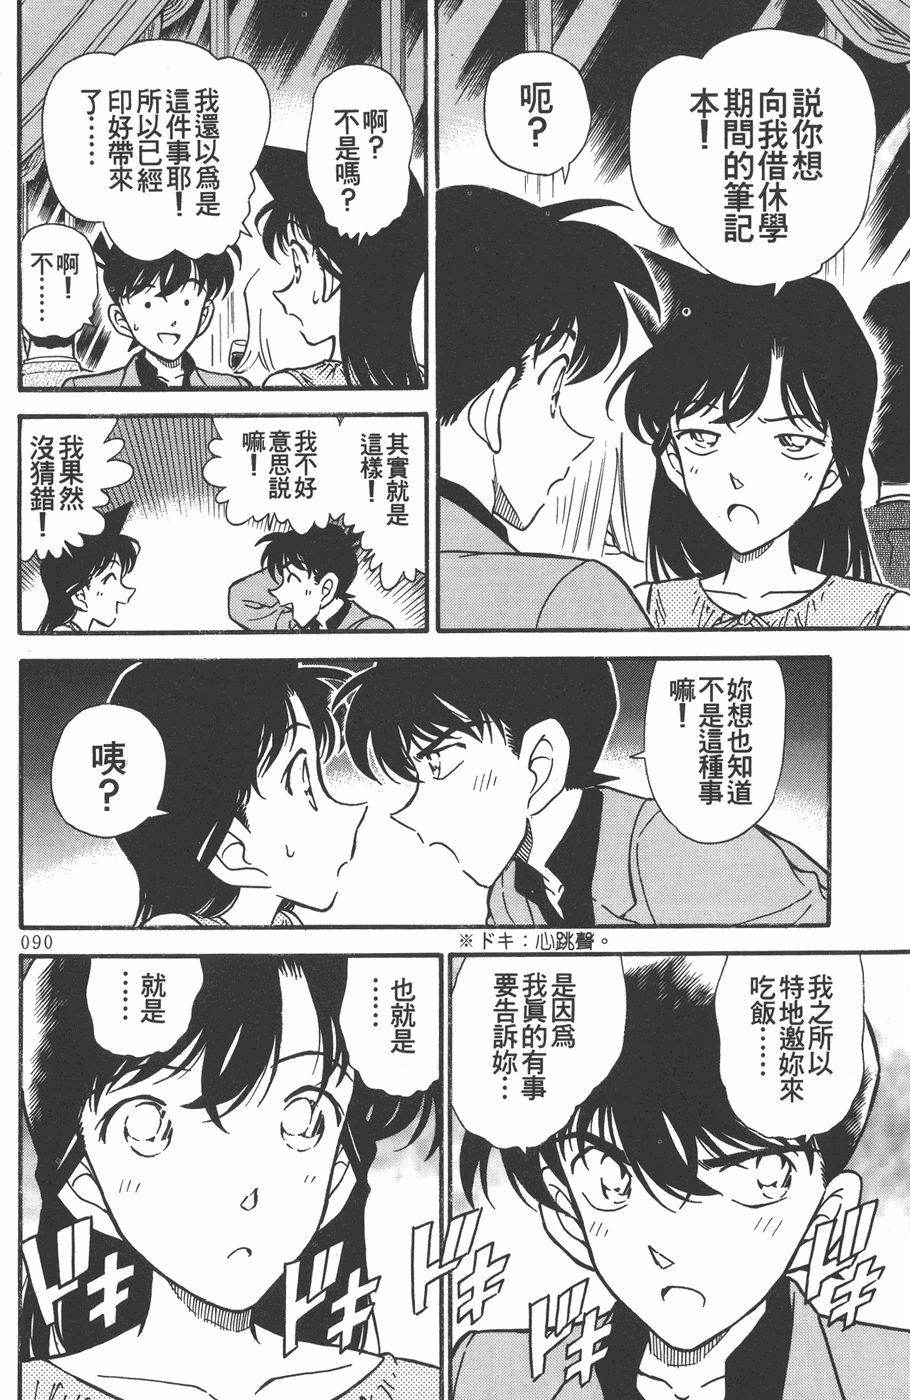 説你想
向我借休學
期間的筆記
本！
呃？
啊？
不是嗎？
我還以為是
這件事耶！
所以已經
印好帶來
了……
啊！
不……
其實就是
這樣！
我不好
意思說
嘛！
我果然
沒猜錯！
妳想也知道
不是這種事
嘛！
咦？
090
※ドキ：心跳聲。
我之所以
特地邀妳來
吃飯……
是因為
我真的有事
要告訴妳…
ドキ
ドキ
也就是
……
就是
……
ドキ
ドキ